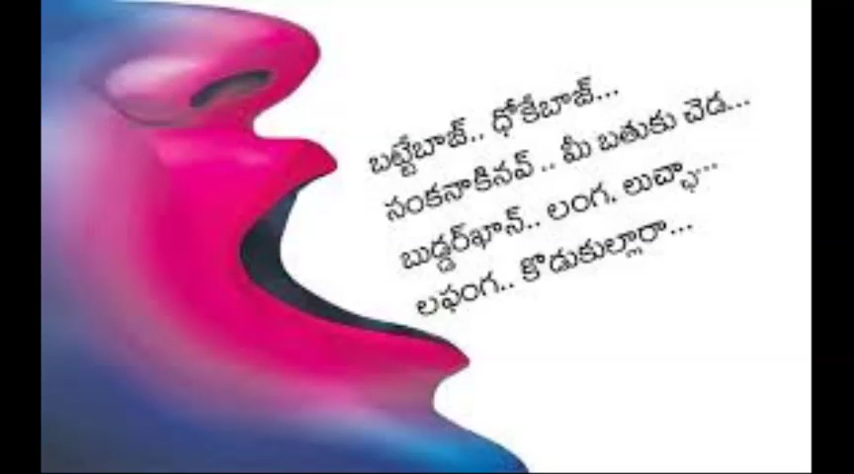 బట్టేబాజ్.. ధోకేబాజ్...
సంకనాకినవ్.. మీ బతుకు చెడ...
బుడ్డర్‌ఖాన్.. లంగ, లుచ్ఛా...
లఫంగ.. కొడుకుల్లారా...